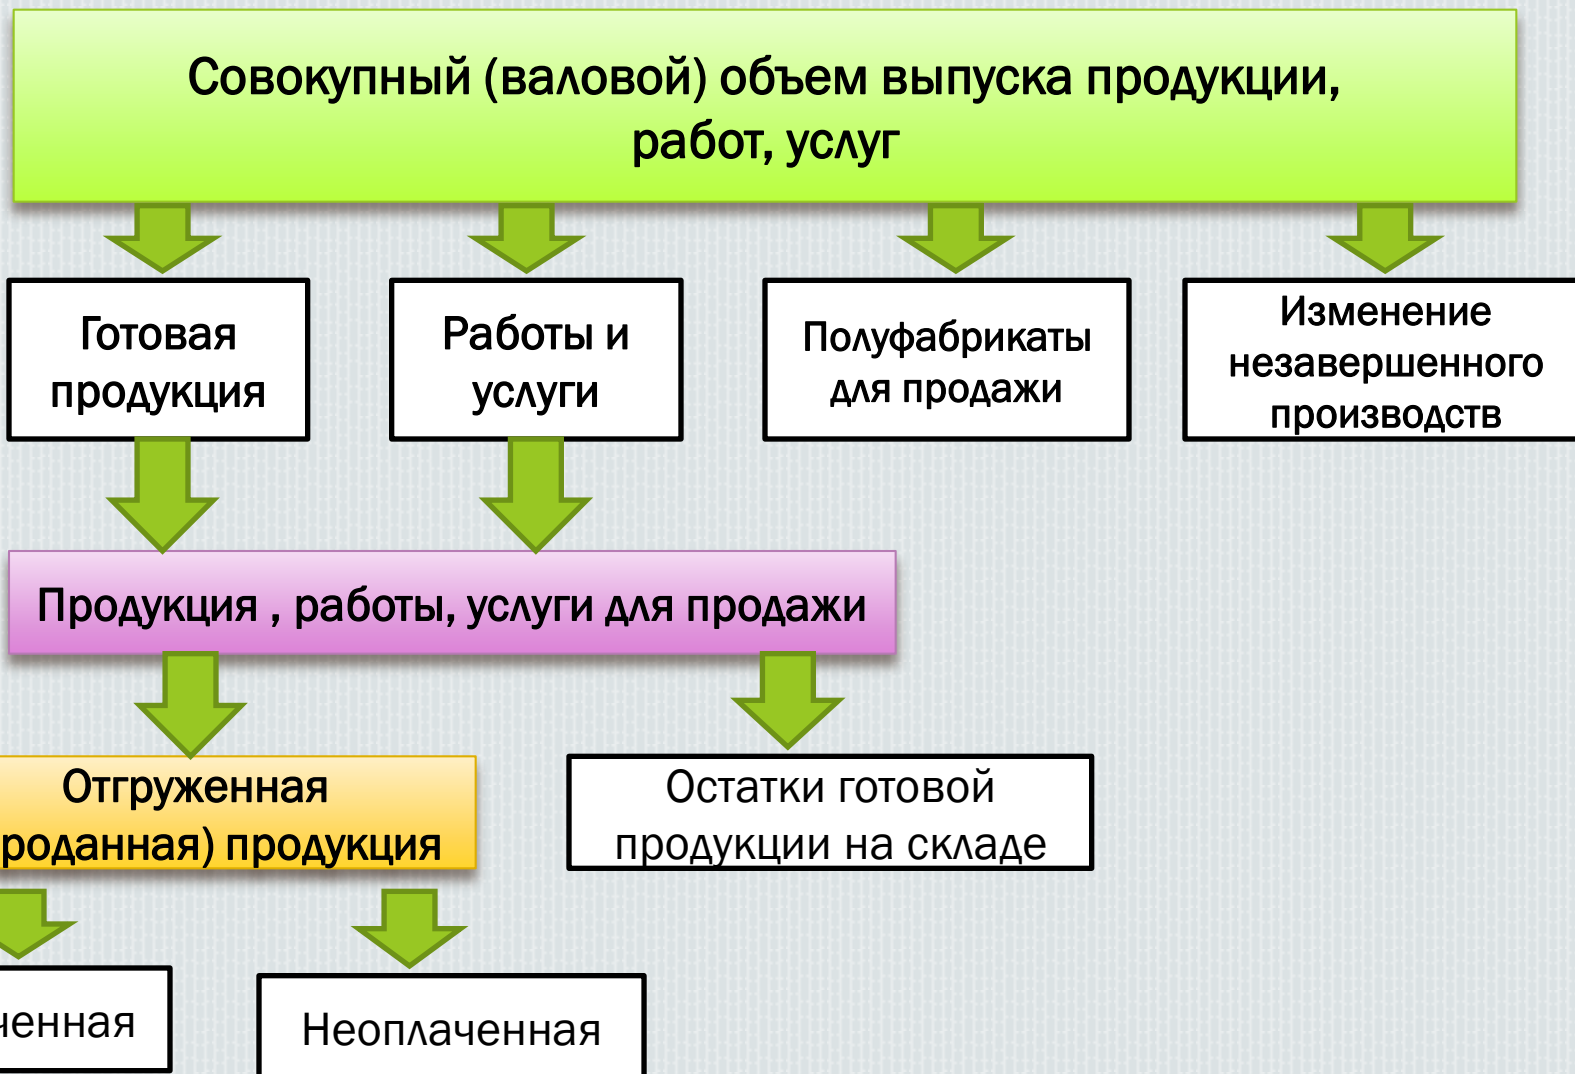 Совокупный (валовой) объем выпуска продукции,
работ, услуг
Готовая
продукция
Работы и
услуги
Полуфабрикаты
для продажи
Изменение
незавершенного
производств
Продукция , работы, услуги для продажи
Отгруженная
роданная) продукция
Остатки готовой
продукции на складе
ченная
Неоплаченная